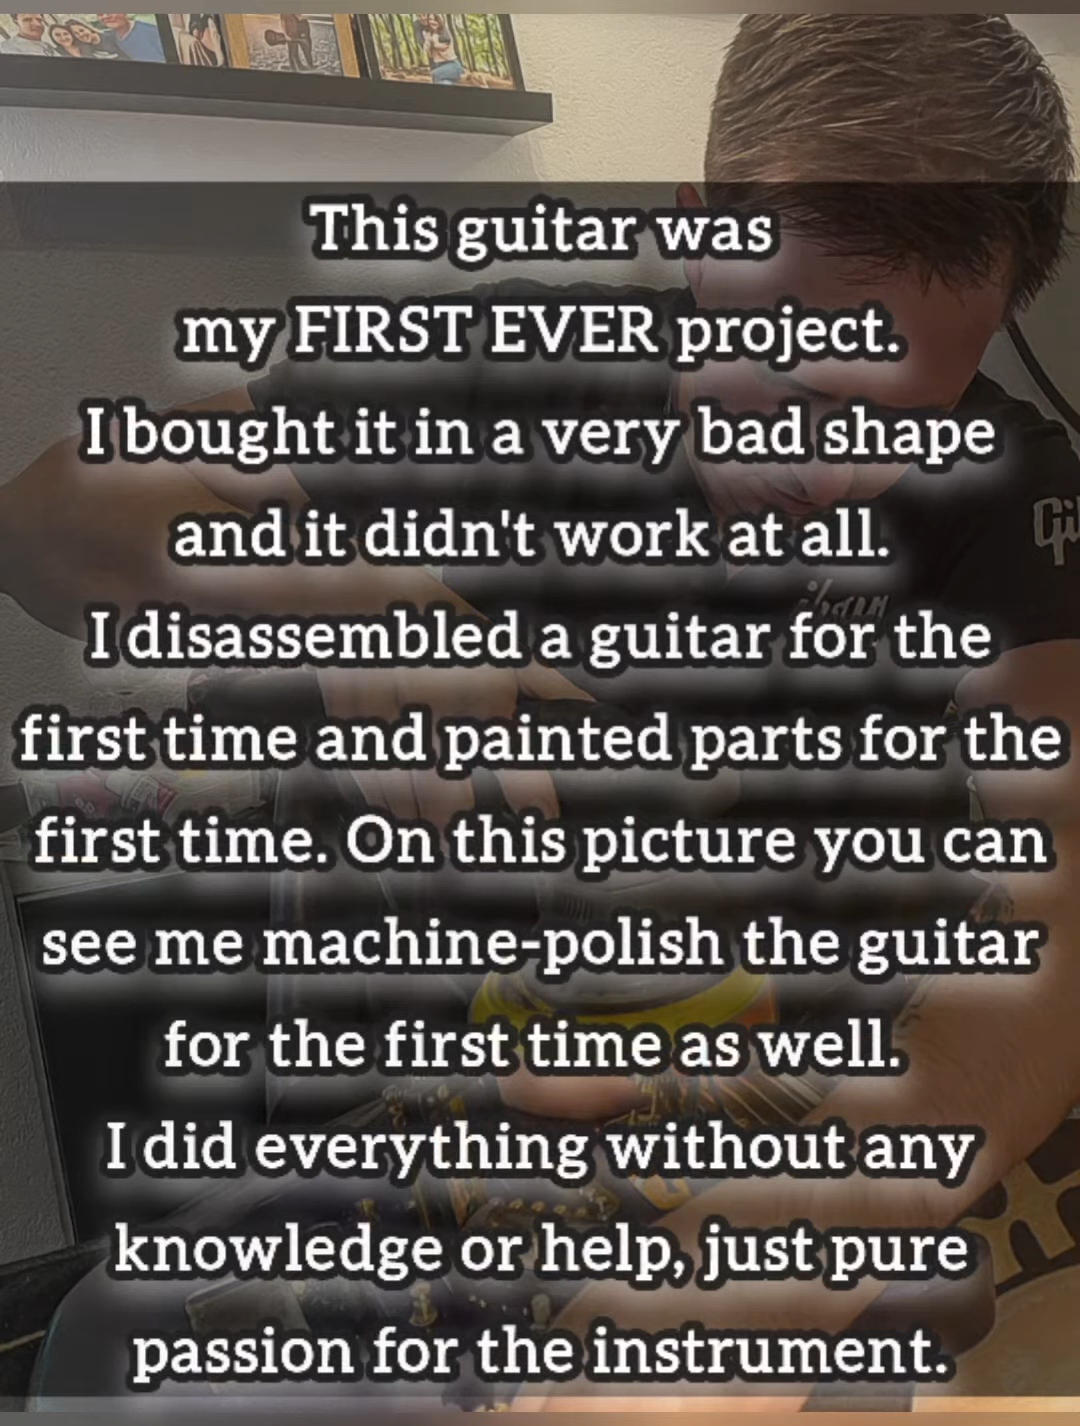 This guitar was
my FIRST EVER project.
I bought it in a very bad shape
and it didn't work at all.
I disassembled a guitar for the
first time and painted parts for the
first time. On this picture you can
see me machine-polish the guitar
for the first time as well.
I did everything without any
knowledge or help, just pure
passion for the instrument.